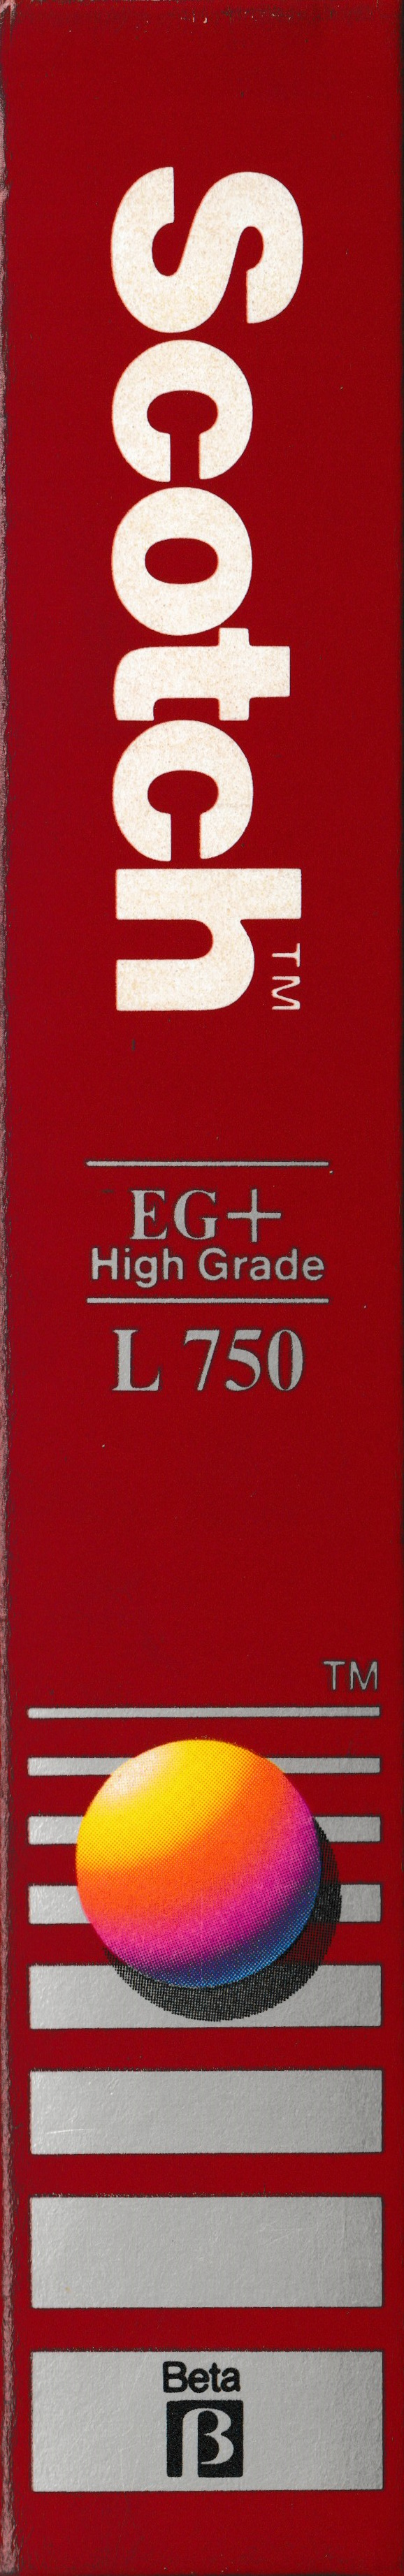 Scotch™
EG+
High Grade
L 750
TM
Beta
β